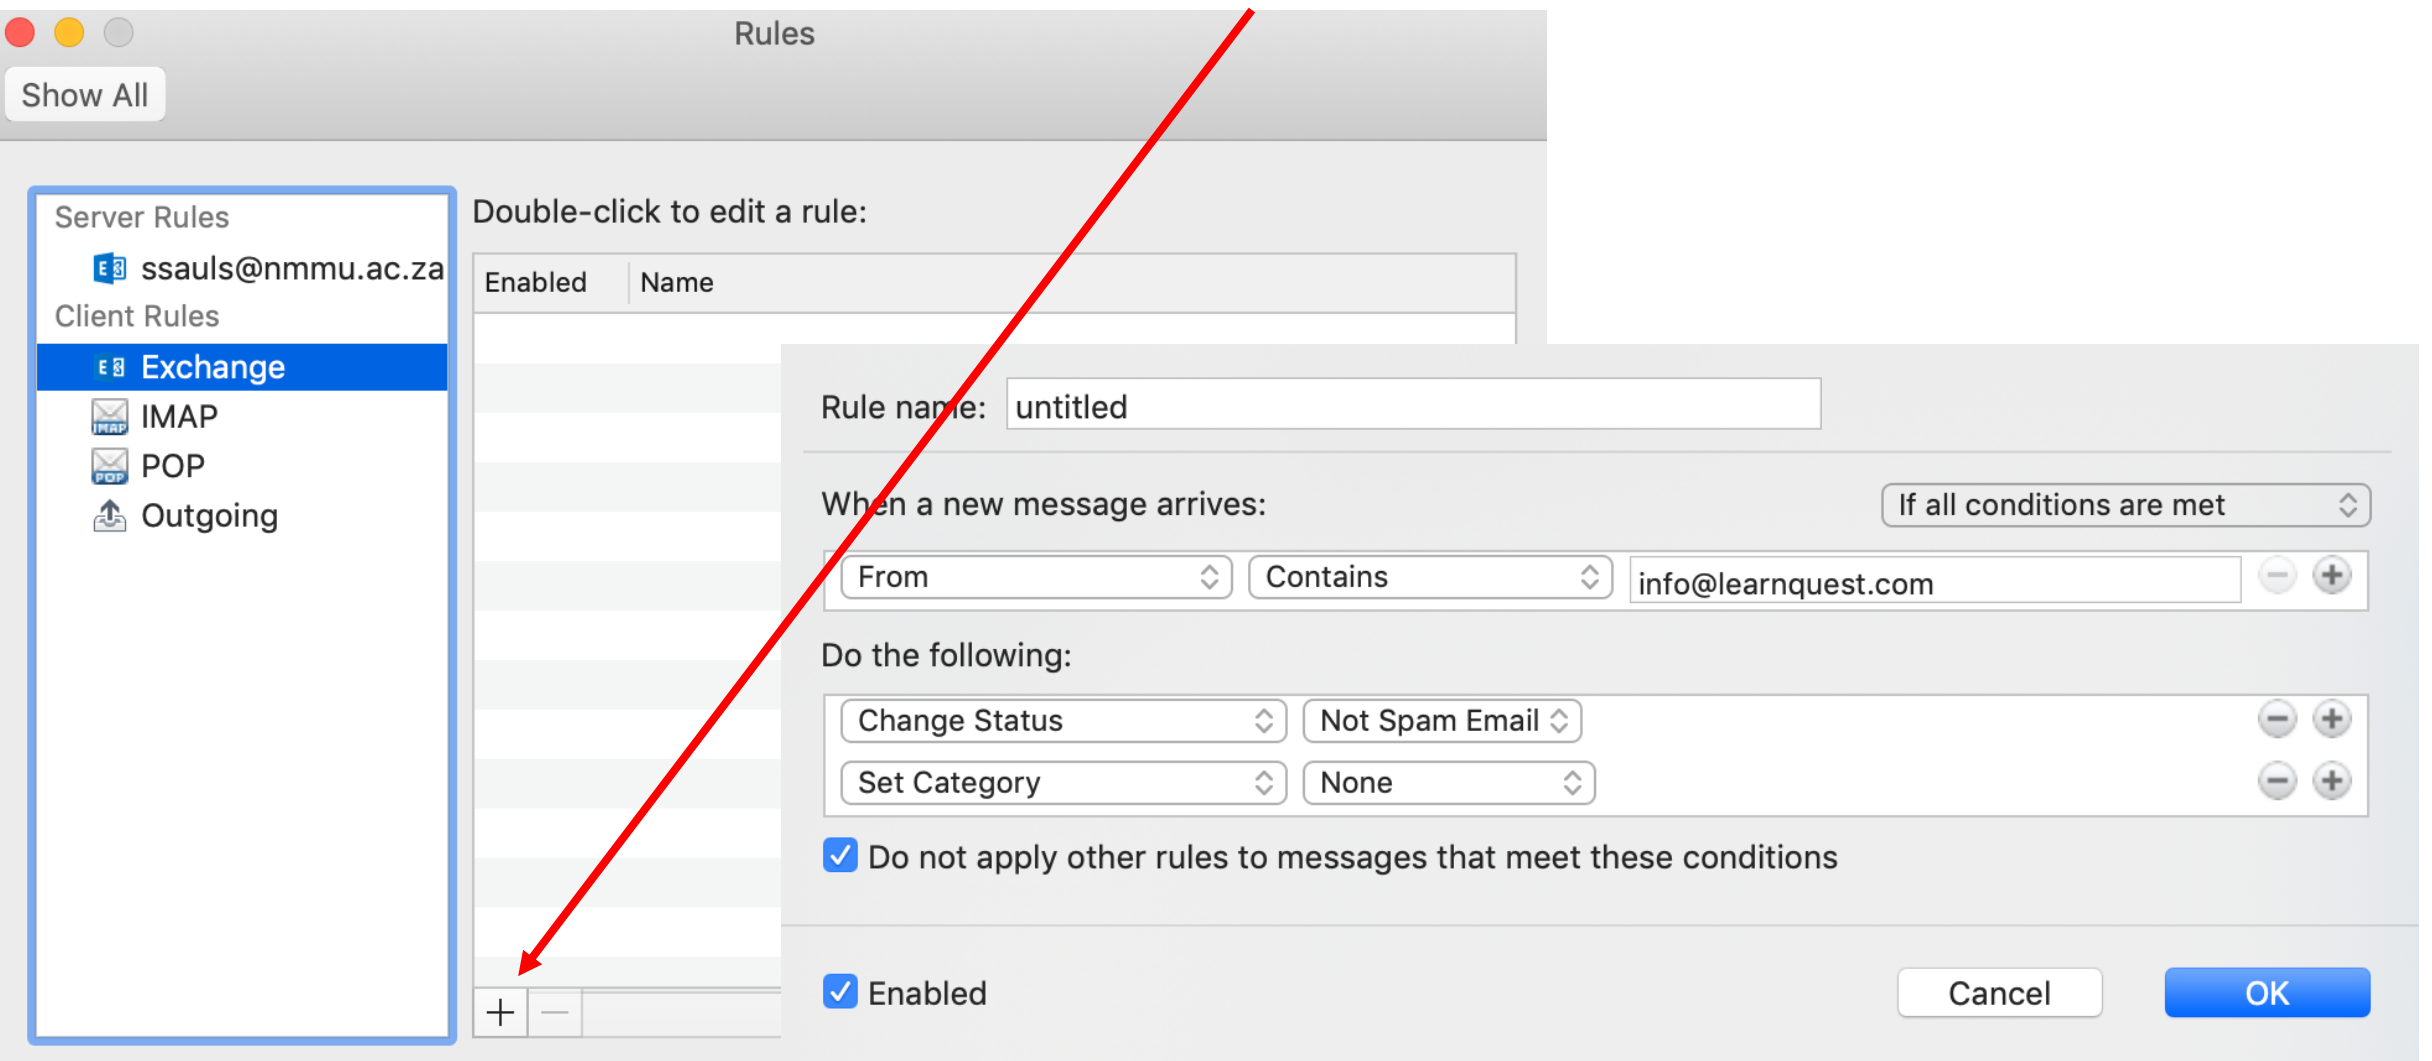 Rules
Show All
Server Rules
ssauls@nmmu.ac.za
Client Rules
Exchange
IMAP
POP
Outgoing
Double-click to edit a rule:
Enabled Name
Rule name: untitled
When a new message arrives: If all conditions are met
From Contains info@learnquest.com
Do the following:
Change Status Not Spam Email
Set Category None
Do not apply other rules to messages that meet these conditions
Enabled Cancel OK